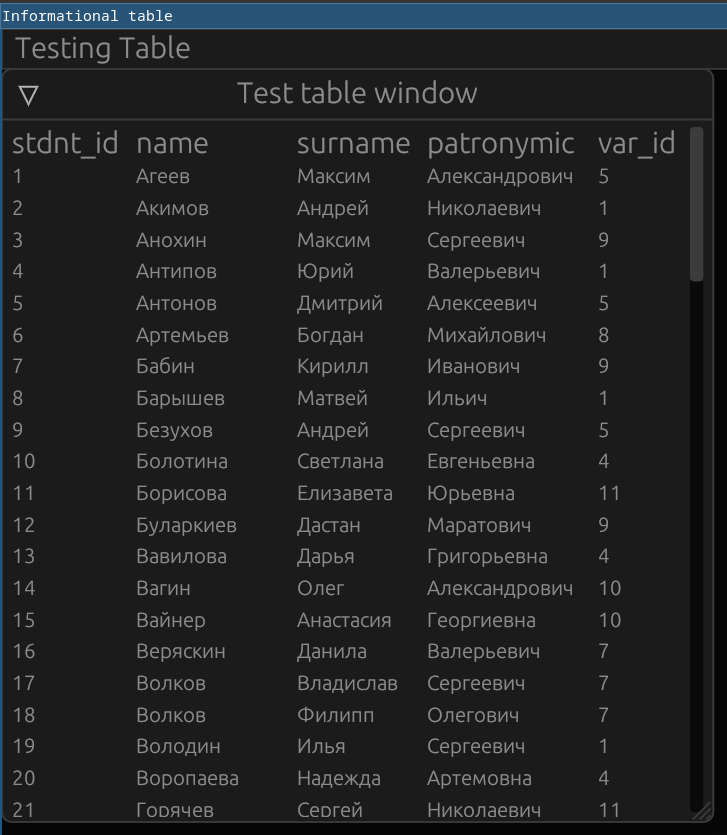 Informational table
Testing Table
Test table window
stdnt_id name surname patronymic var_id
1 Агеев Максим Александрович 5
2 Акимов Андрей Николаевич 1
3 Анохин Максим Сергеевич 9
4 Антипов Юрий Валерьевич 1
5 Антонов Дмитрий Алексеевич 5
6 Артемьев Богдан Михайлович 8
7 Бабин Кирилл Иванович 9
8 Барышев Матвей Ильич 1
9 Безухов Андрей Сергеевич 5
10 Болотина Светлана Евгеньевна 4
11 Борисова Елизавета Юрьевна 11
12 Буларкиев Дастан Маратович 9
13 Вавилова Дарья Григорьевна 4
14 Вагин Олег Александрович 10
15 Вайнер Анастасия Георгиевна 10
16 Веряскин Данила Валерьевич 7
17 Волков Владислав Сергеевич 7
18 Волков Филипп Олегович 7
19 Володин Илья Сергеевич 1
20 Воропаева Надежда Артемовна 4
21 Горячев Сергей Николаевич 11